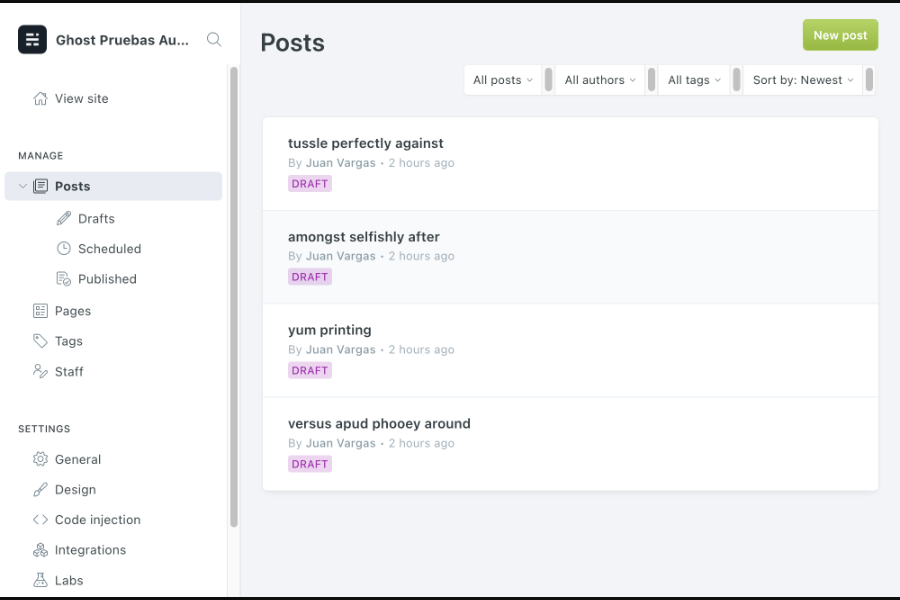 Ghost Pruebas Au...
View site
MANAGE
Posts
Drafts
Scheduled
Published
Pages
Tags
Staff
SETTINGS
General
Design
Code injection
Integrations
Labs
Posts
New post
All posts
All authors
All tags
Sort by: Newest
tussle perfectly against
By Juan Vargas • 2 hours ago
DRAFT
amongst selfishly after
By Juan Vargas • 2 hours ago
DRAFT
yum printing
By Juan Vargas • 2 hours ago
DRAFT
versus apud phooey around
By Juan Vargas • 2 hours ago
DRAFT